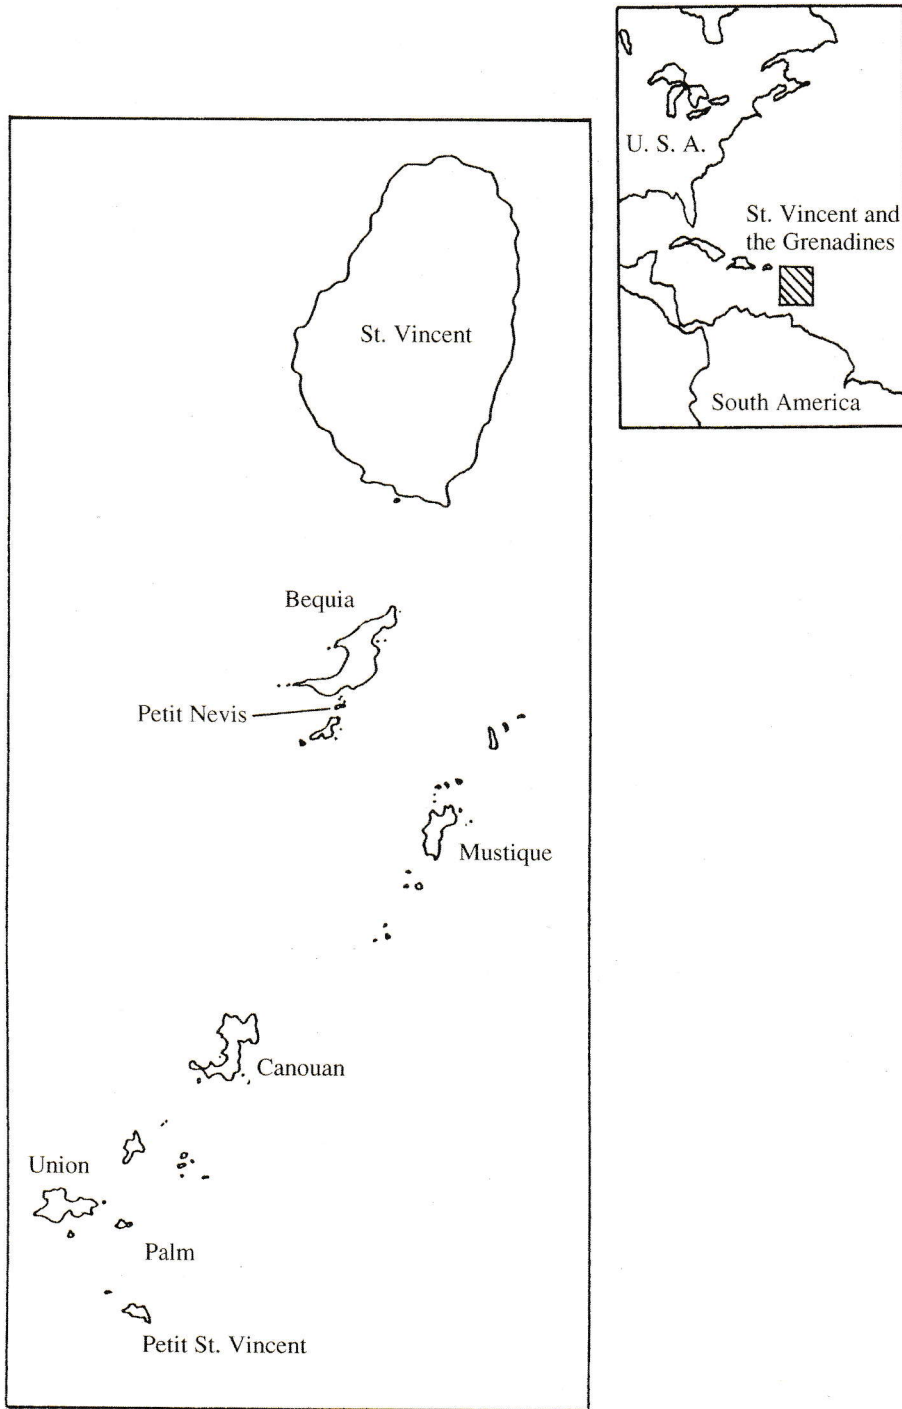 U. S. A.
St. Vincent and
the Grenadines
South America
St. Vincent
Bequia
Petit Nevis
Mustique
Canouan
Union
Palm
Petit St. Vincent